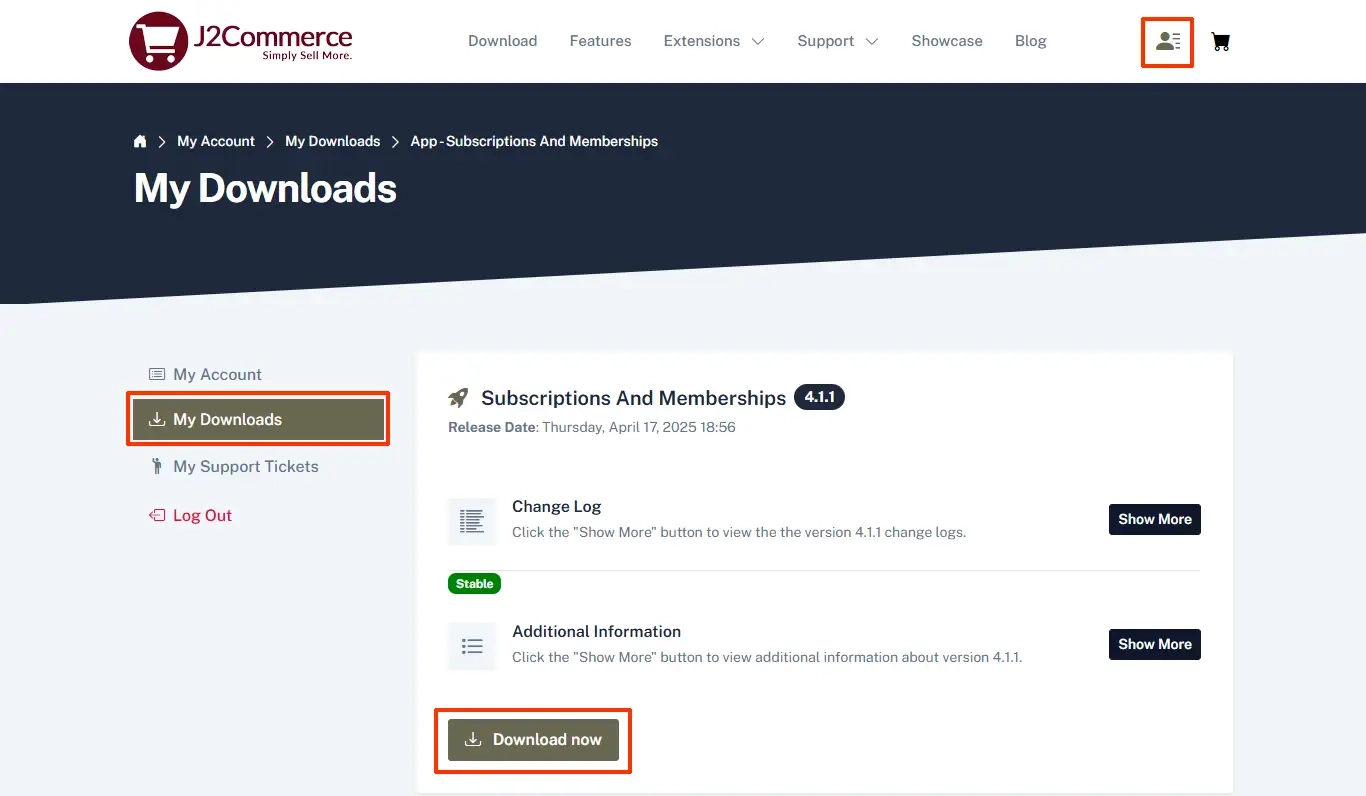 J2Commerce
Simply Sell More.
Download Features Extensions Support Showcase Blog
My Account My Downloads App - Subscriptions And Memberships
My Downloads
My Account
My Downloads
My Support Tickets
Log Out
Subscriptions And Memberships 4.1.1
Release Date: Thursday, April 17, 2025 18:56
Change Log
Click the "Show More" button to view the the version 4.1.1 change logs.
Show More
Stable
Additional Information
Click the "Show More" button to view additional information about version 4.1.1.
Show More
Download now